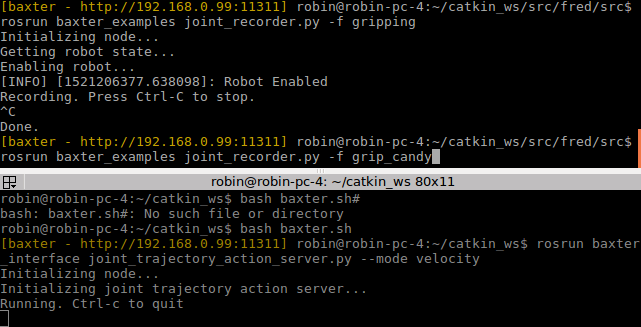 [baxter - http://192.168.0.99:11311] robin@robin-pc-4:~/catkin_ws/src/fred/src$
rosrun baxter_examples joint_recorder.py -f gripping
Initializing node...
Getting robot state...
Enabling robot...
[INFO] [1521206377.638098]: Robot Enabled
Recording. Press Ctrl-C to stop.
^C
Done.
[baxter - http://192.168.0.99:11311] robin@robin-pc-4:~/catkin_ws/src/fred/src$
rosrun baxter_examples joint_recorder.py -f grip_candy
robin@robin-pc-4: ~/catkin_ws 80x11
robin@robin-pc-4:~/catkin_ws$ bash baxter.sh#
bash: baxter.sh#: No such file or directory
robin@robin-pc-4:~/catkin_ws$ bash baxter.sh
[baxter - http://192.168.0.99:11311] robin@robin-pc-4:~/catkin_ws$ rosrun baxter
_interface joint_trajectory_action_server.py --mode velocity
Initializing node...
Initializing joint trajectory action server...
Running. Ctrl-c to quit